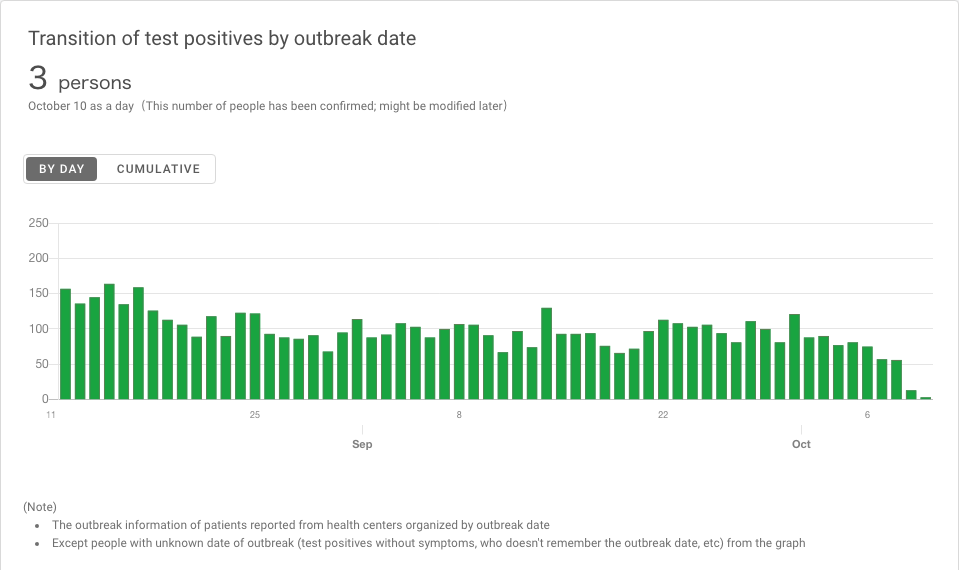 Transition of test positives by outbreak date
3 persons
October 10 as a day (This number of people has been confirmed; might be modified later)
BY DAY CUMULATIVE
250
200
150
100
50
0
11 25 8 22 6
Sep Oct
(Note)
• The outbreak information of patients reported from health centers organized by outbreak date
• Except people with unknown date of outbreak (test positives without symptoms, who doesn't remember the outbreak date, etc) from the graph